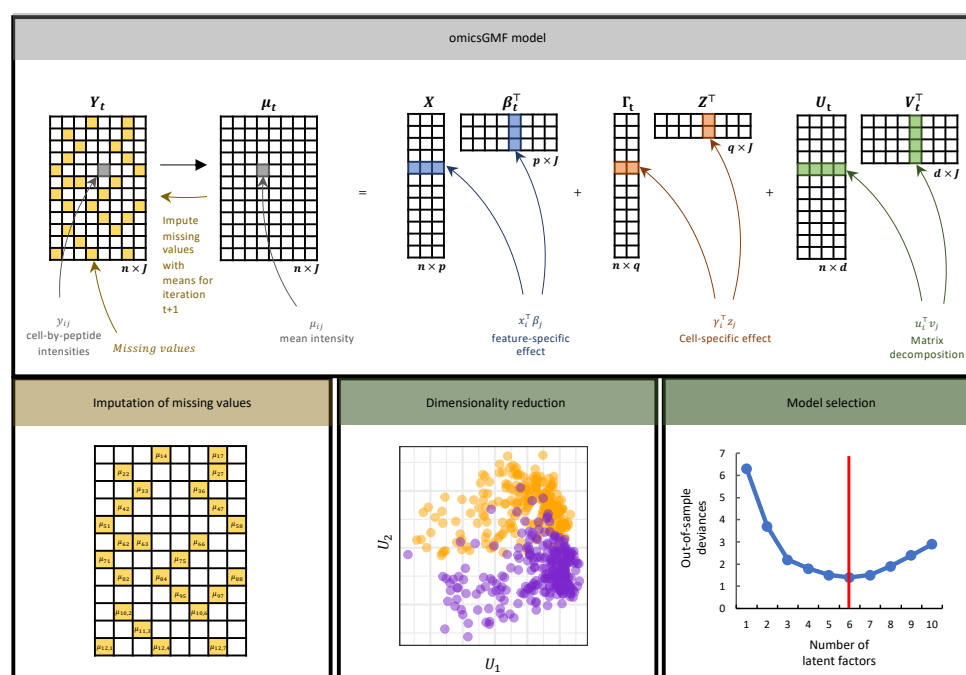 omicsGMF model
Y_t
μ_t
X
β_t^⊤
Γ_t
Z^⊤
U_t
V_t^⊤
p × J
q × J
d × J
=
+
+
Impute
missing
values
with
means for
iteration
t+1
n × J
n × J
n × p
n × q
n × d
y_ij
cell-by-peptide
intensities
Missing values
μ_ij
mean intensity
x_i^⊤ β_j
feature-specific
effect
γ_i^⊤ z_j
Cell-specific effect
u_i^⊤ v_j
Matrix
decomposition
Imputation of missing values
Dimensionality reduction
Model selection
μ_14 μ_17
μ_22 μ_27
μ_33 μ_36
μ_42 μ_47
μ_51 μ_58
μ_62 μ_63 μ_66
μ_71 μ_75
μ_82 μ_84 μ_88
μ_95 μ_97
μ_10,2 μ_10,6
μ_11,3
μ_12,1 μ_12,4 μ_12,7
U_2
U_1
Out-of-sample
deviances
7
6
5
4
3
2
1
0
1 2 3 4 5 6 7 8 9 10
Number of
latent factors